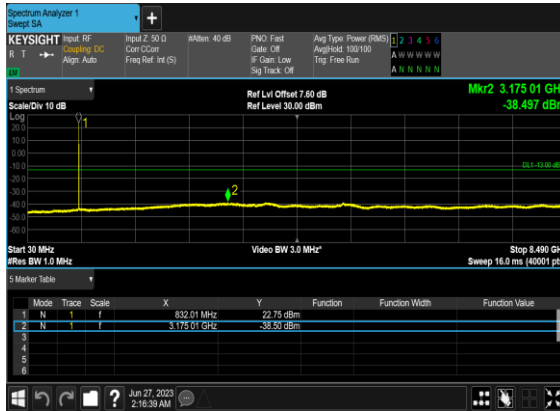 Spectrum Analyzer 1
Swept SA
KEYSIGHT Input: RF Input Z: 50 Ω #Atten: 40 dB PNO: Fast Avg Type: Power (RMS) 1 2 3 4 5 6
R T Coupling: DC Corr CCorr Gate: Off Avg|Hold: 100/100 A W W W W W
Align: Auto Freq Ref: Int (S) IF Gain: Low Trig: Free Run
Sig Track: Off A N N N N N
1 Spectrum Ref Lvl Offset 7.60 dB Mkr2 3.175 01 GHz
Scale/Div 10 dB Ref Level 30.00 dBm -38.497 dBm
Log
20.0
10.0
0.00
-10.0
-20.0
-30.0
-40.0
-50.0
-60.0
1
2
DL1 -13.00 dB
Start 30 MHz Video BW 3.0 MHz* Stop 8.490 GH
#Res BW 1.0 MHz Sweep 16.0 ms (40001 pt
5 Marker Table
Mode Trace Scale X Y Function Function Width Function Value
1 N 1 f 832.01 MHz 22.75 dBm
2 N 1 f 3.175 01 GHz -38.50 dBm
3
4
5
6
? Jun 27, 2023
2:16:39 AM